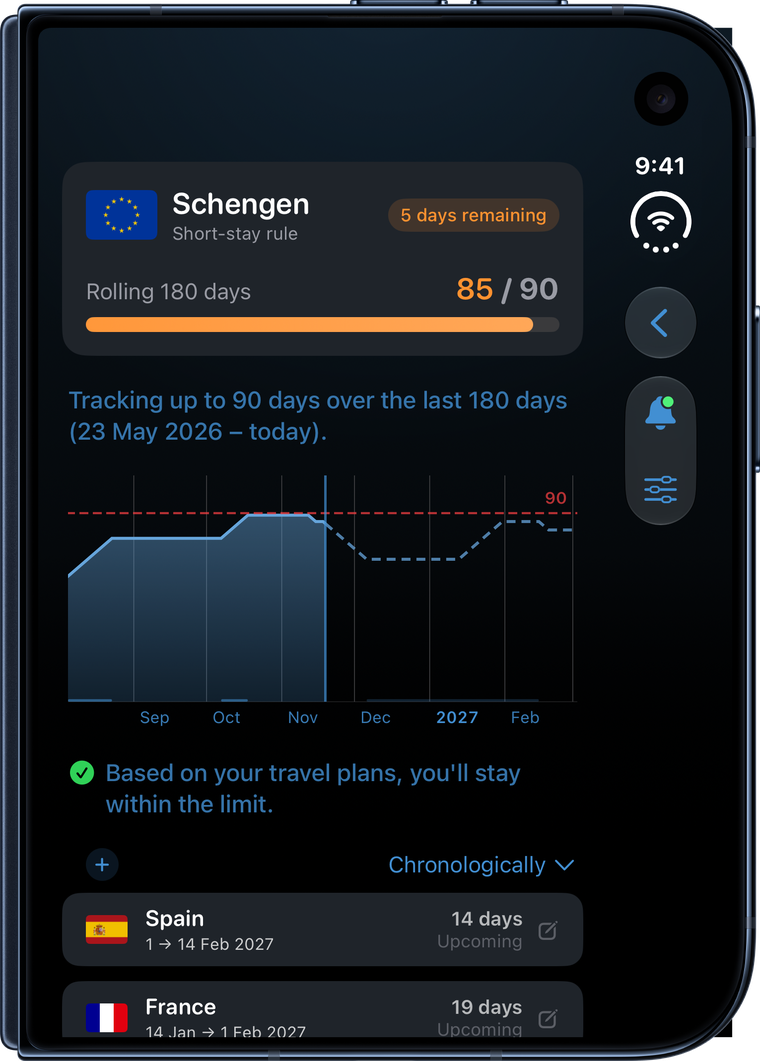 9:41
Schengen
Short-stay rule
5 days remaining
Rolling 180 days
85 / 90
Tracking up to 90 days over the last 180 days
(23 May 2026 – today).
90
Sep Oct Nov Dec 2027 Feb
Based on your travel plans, you'll stay
within the limit.
Chronologically
Spain
1 → 14 Feb 2027
14 days
Upcoming
France
14 Jan → 1 Feb 2027
19 days
Upcoming